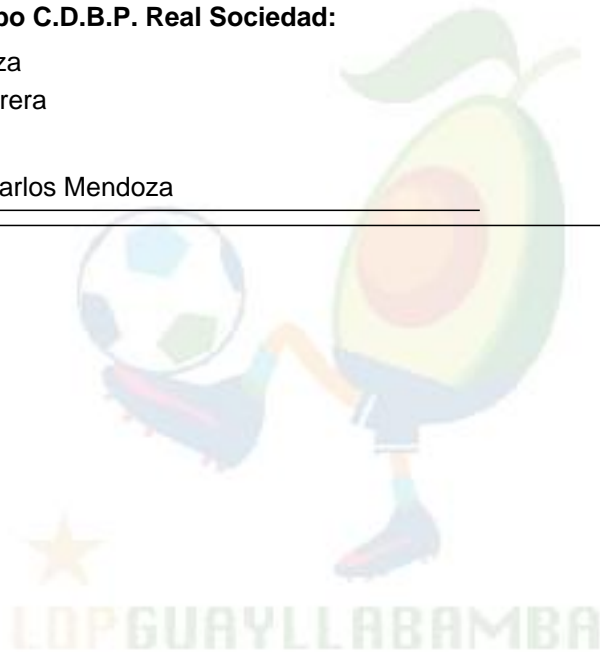 po C.D.B.P. Real Sociedad:
za
rera
arlos Mendoza
LDPGUAYLLABAMBA